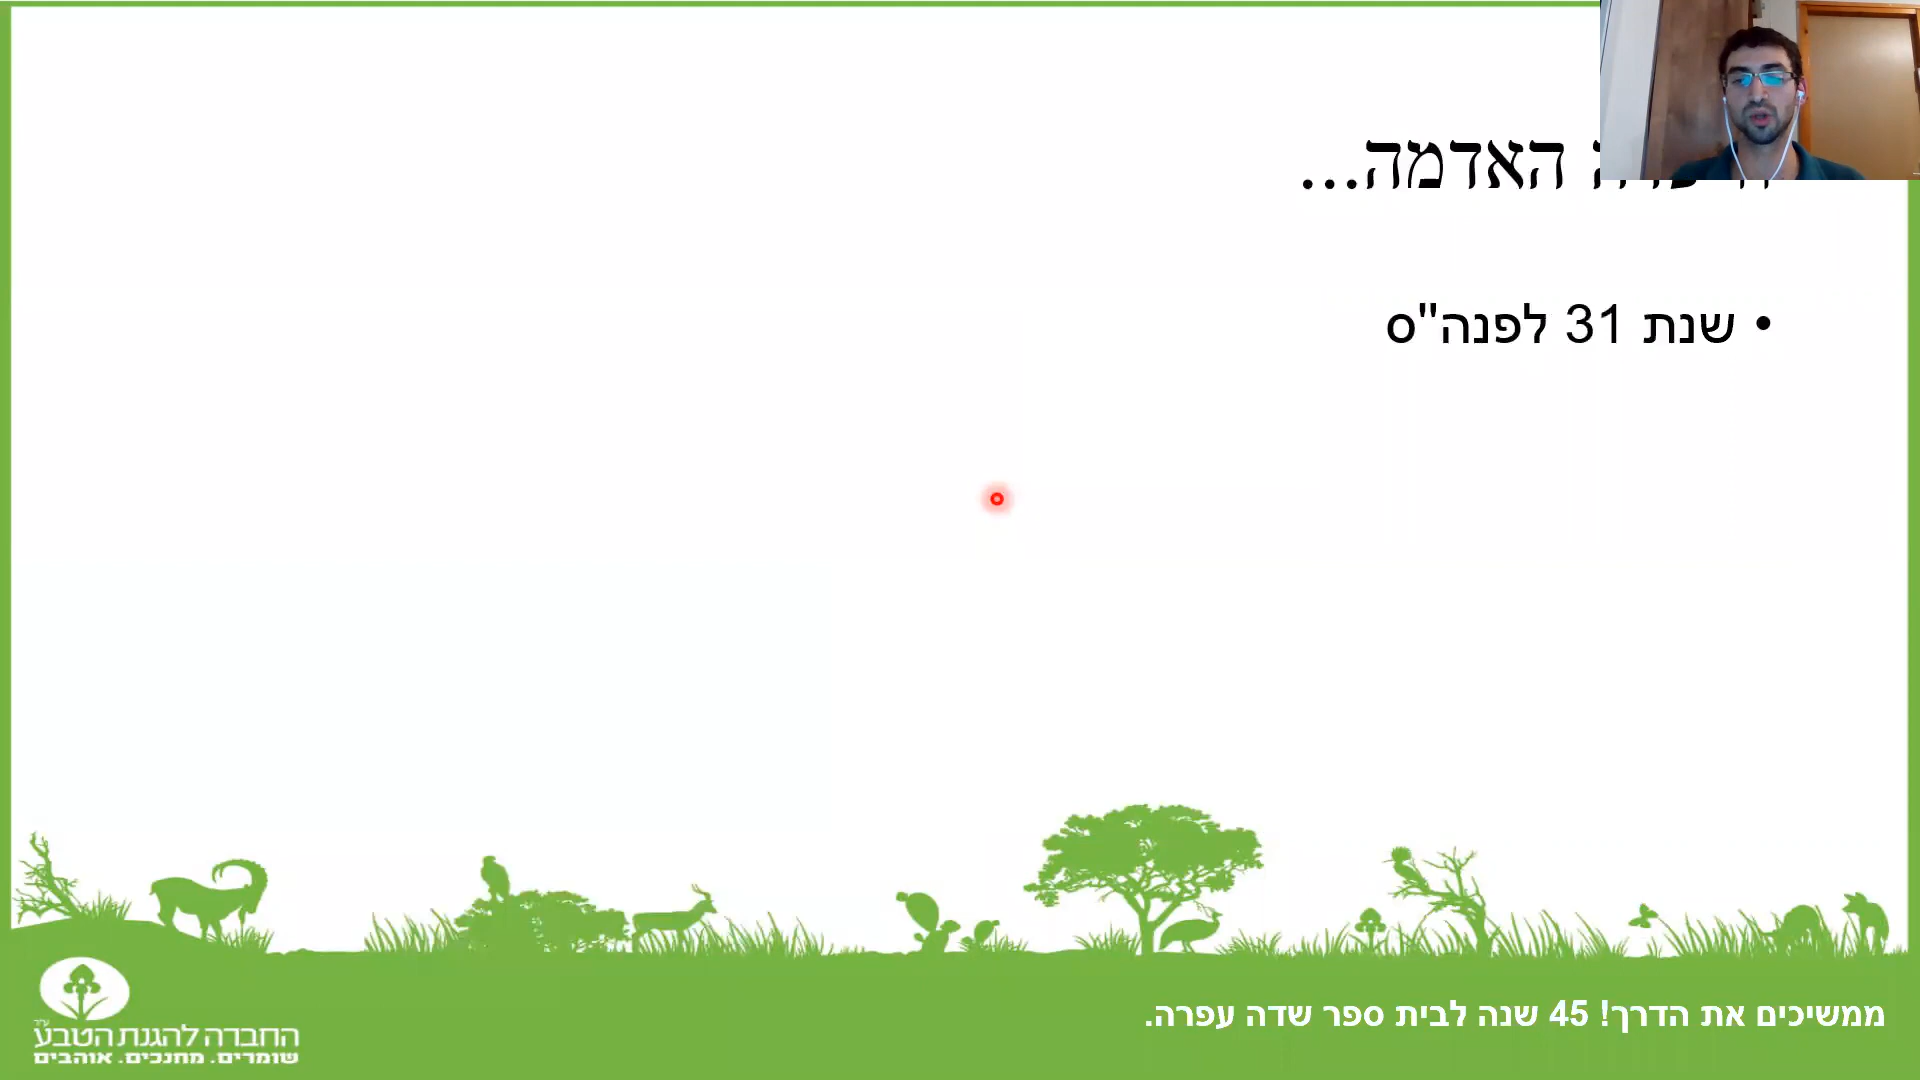 האדמה...
• שנת 31 לפנה"ס
ממשיכים את הדרך! 45 שנה לבית ספר שדה עפרה.
החברה להגנת הטבע ע״ר
שומרים. מחנכים. אוהבים